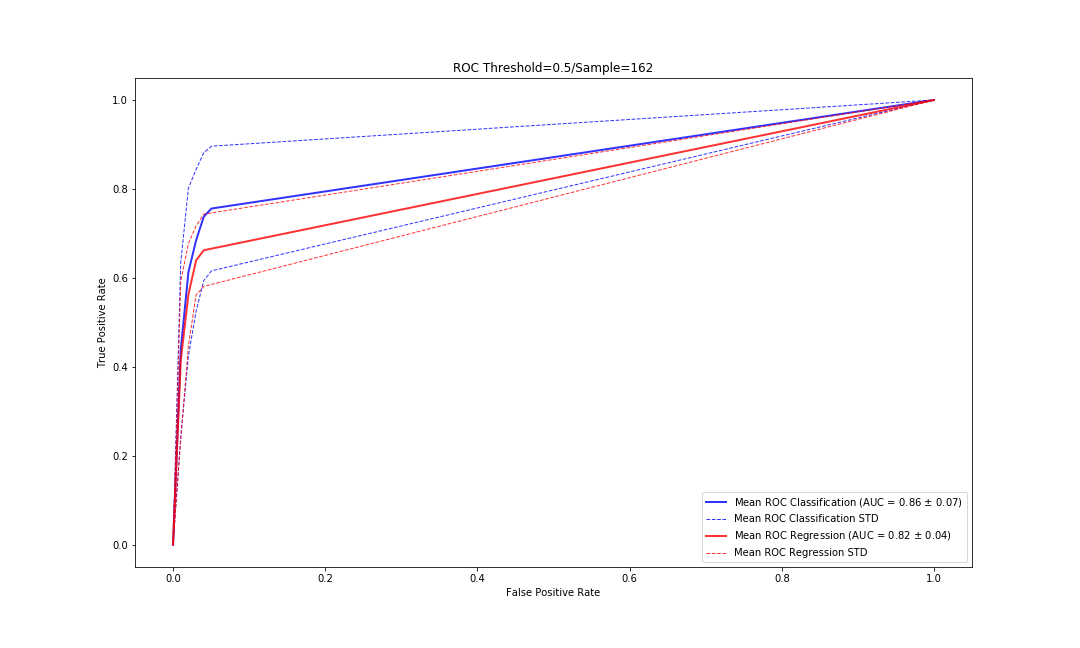 ROC Threshold=0.5/Sample=162
1.0
0.8
0.6
0.4
0.2
0.0
True Positive Rate
Mean ROC Classification (AUC = 0.86 ± 0.07)
Mean ROC Classification STD
Mean ROC Regression (AUC = 0.82 ± 0.04)
Mean ROC Regression STD
0.0 0.2 0.4 0.6 0.8 1.0
False Positive Rate